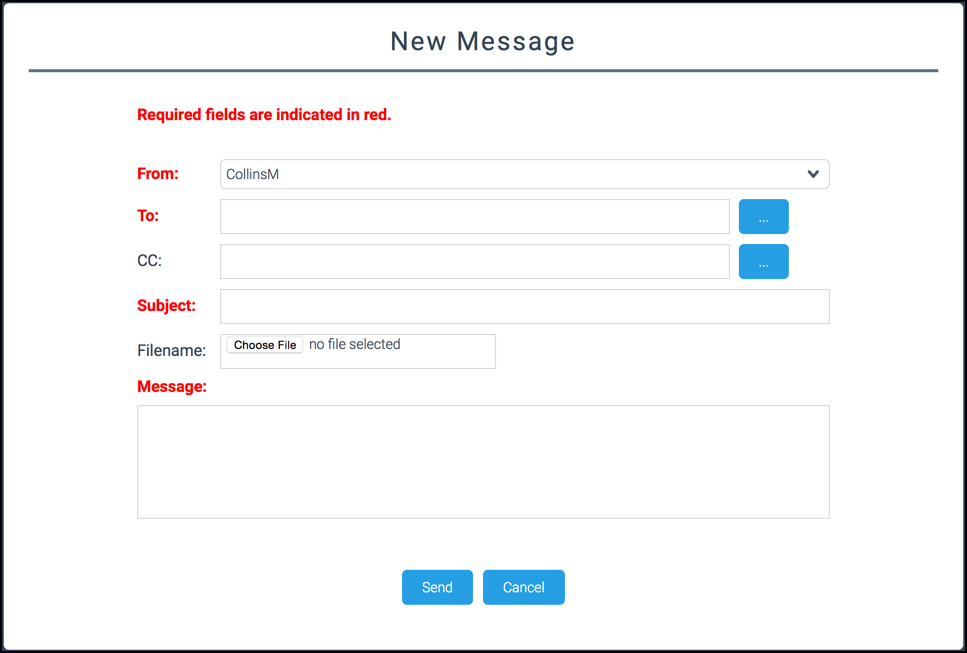 New Message
Required fields are indicated in red.
From: CollinsM
To: ...
CC: ...
Subject:
Filename: Choose File no file selected
Message:
Send Cancel